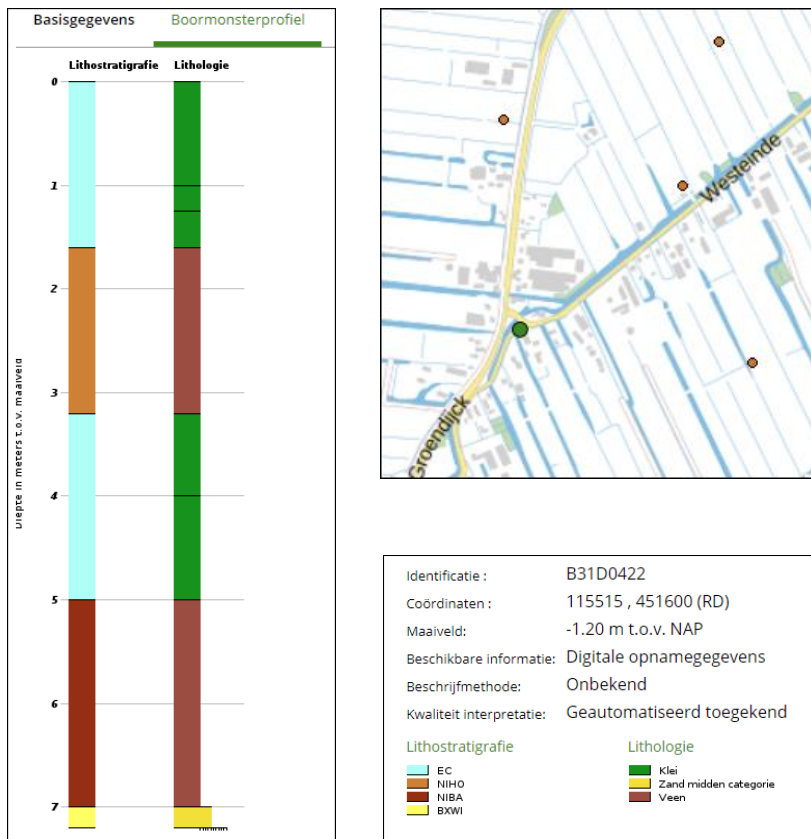 Basisgegevens Boormonsterprofiel
Lithostratigrafie Lithologie
0
1
2
3
4
5
6
7
Diepte in meters t.o.v. maaiveld
Westeinde
Groendijck
Identificatie : B31D0422
Coördinaten : 115515 , 451600 (RD)
Maaiveld: -1.20 m t.o.v. NAP
Beschikbare informatie: Digitale opnamegegevens
Beschrijfmethode: Onbekend
Kwaliteit interpretatie: Geautomatiseerd toegekend
Lithostratigrafie Lithologie
EC Klei
NIHO Zand midden categorie
NIBA Veen
BXWI